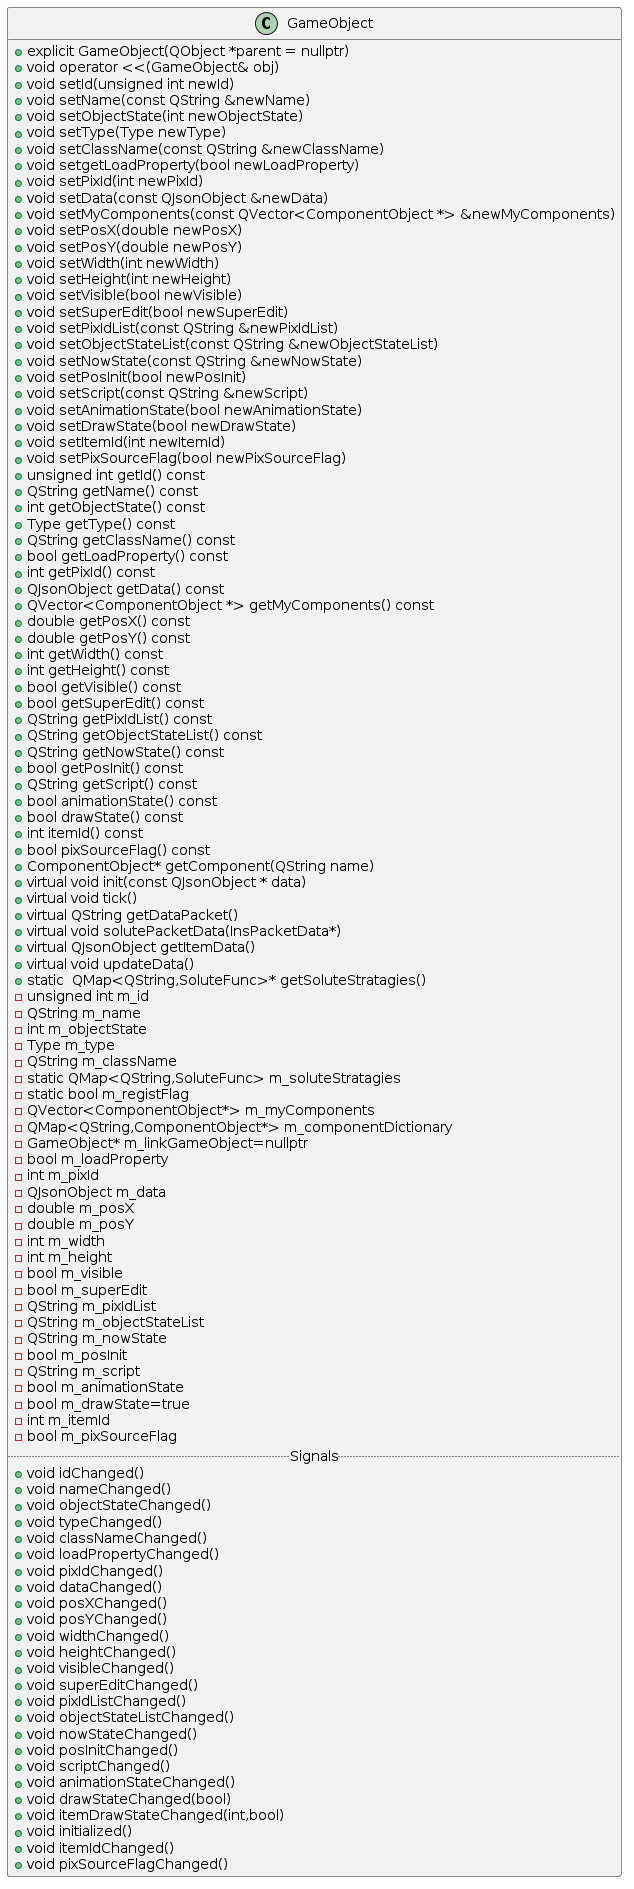 C GameObject
explicit GameObject(QObject *parent = nullptr)
void operator <<(GameObject& obj)
void setId(unsigned int newId)
void setName(const QString &newName)
void setObjectState(int newObjectState)
void setType(Type newType)
void setClassName(const QString &newClassName)
void setgetLoadProperty(bool newLoadProperty)
void setPixId(int newPixId)
void setData(const QJsonObject &newData)
void setMyComponents(const QVector<ComponentObject *> &newMyComponents)
void setPosX(double newPosX)
void setPosY(double newPosY)
void setWidth(int newWidth)
void setHeight(int newHeight)
void setVisible(bool newVisible)
void setSuperEdit(bool newSuperEdit)
void setPixIdList(const QString &newPixIdList)
void setObjectStateList(const QString &newObjectStateList)
void setNowState(const QString &newNowState)
void setPosInit(bool newPosInit)
void setScript(const QString &newScript)
void setAnimationState(bool newAnimationState)
void setDrawState(bool newDrawState)
void setItemId(int newItemId)
void setPixSourceFlag(bool newPixSourceFlag)
unsigned int getId() const
QString getName() const
int getObjectState() const
Type getType() const
QString getClassName() const
bool getLoadProperty() const
int getPixId() const
QJsonObject getData() const
QVector<ComponentObject *> getMyComponents() const
double getPosX() const
double getPosY() const
int getWidth() const
int getHeight() const
bool getVisible() const
bool getSuperEdit() const
QString getPixIdList() const
QString getObjectStateList() const
QString getNowState() const
bool getPosInit() const
QString getScript() const
bool animationState() const
bool drawState() const
int itemId() const
bool pixSourceFlag() const
ComponentObject* getComponent(QString name)
virtual void init(const QJsonObject * data)
virtual void tick()
virtual QString getDataPacket()
virtual void solutePacketData(InsPacketData*)
virtual QJsonObject getItemData()
virtual void updateData()
static  QMap<QString,SoluteFunc>* getSoluteStratagies()
unsigned int m_id
QString m_name
int m_objectState
Type m_type
QString m_className
static QMap<QString,SoluteFunc> m_soluteStratagies
static bool m_registFlag
QVector<ComponentObject*> m_myComponents
QMap<QString,ComponentObject*> m_componentDictionary
GameObject* m_linkGameObject=nullptr
bool m_loadProperty
int m_pixId
QJsonObject m_data
double m_posX
double m_posY
int m_width
int m_height
bool m_visible
bool m_superEdit
QString m_pixIdList
QString m_objectStateList
QString m_nowState
bool m_posInit
QString m_script
bool m_animationState
bool m_drawState=true
int m_itemId
bool m_pixSourceFlag
Signals
void idChanged()
void nameChanged()
void objectStateChanged()
void typeChanged()
void classNameChanged()
void loadPropertyChanged()
void pixIdChanged()
void dataChanged()
void posXChanged()
void posYChanged()
void widthChanged()
void heightChanged()
void visibleChanged()
void superEditChanged()
void pixIdListChanged()
void objectStateListChanged()
void nowStateChanged()
void posInitChanged()
void scriptChanged()
void animationStateChanged()
void drawStateChanged(bool)
void itemDrawStateChanged(int,bool)
void initialized()
void itemIdChanged()
void pixSourceFlagChanged()